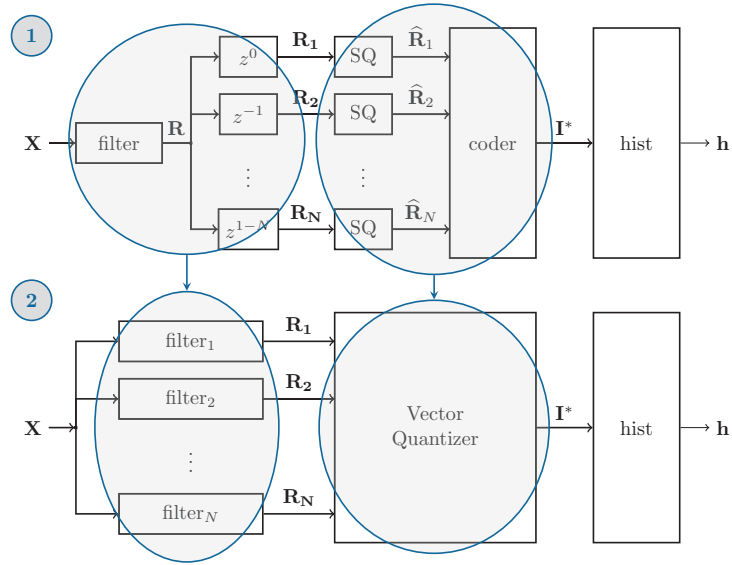 1
X
filter
R
z^0
R_1
SQ
R̂_1
z^{-1}
R_2
SQ
R̂_2
⋮
⋮
z^{1-N}
R_N
SQ
R̂_N
coder
I*
hist
h
2
X
filter_1
R_1
filter_2
R_2
⋮
filter_N
R_N
Vector
Quantizer
I*
hist
h